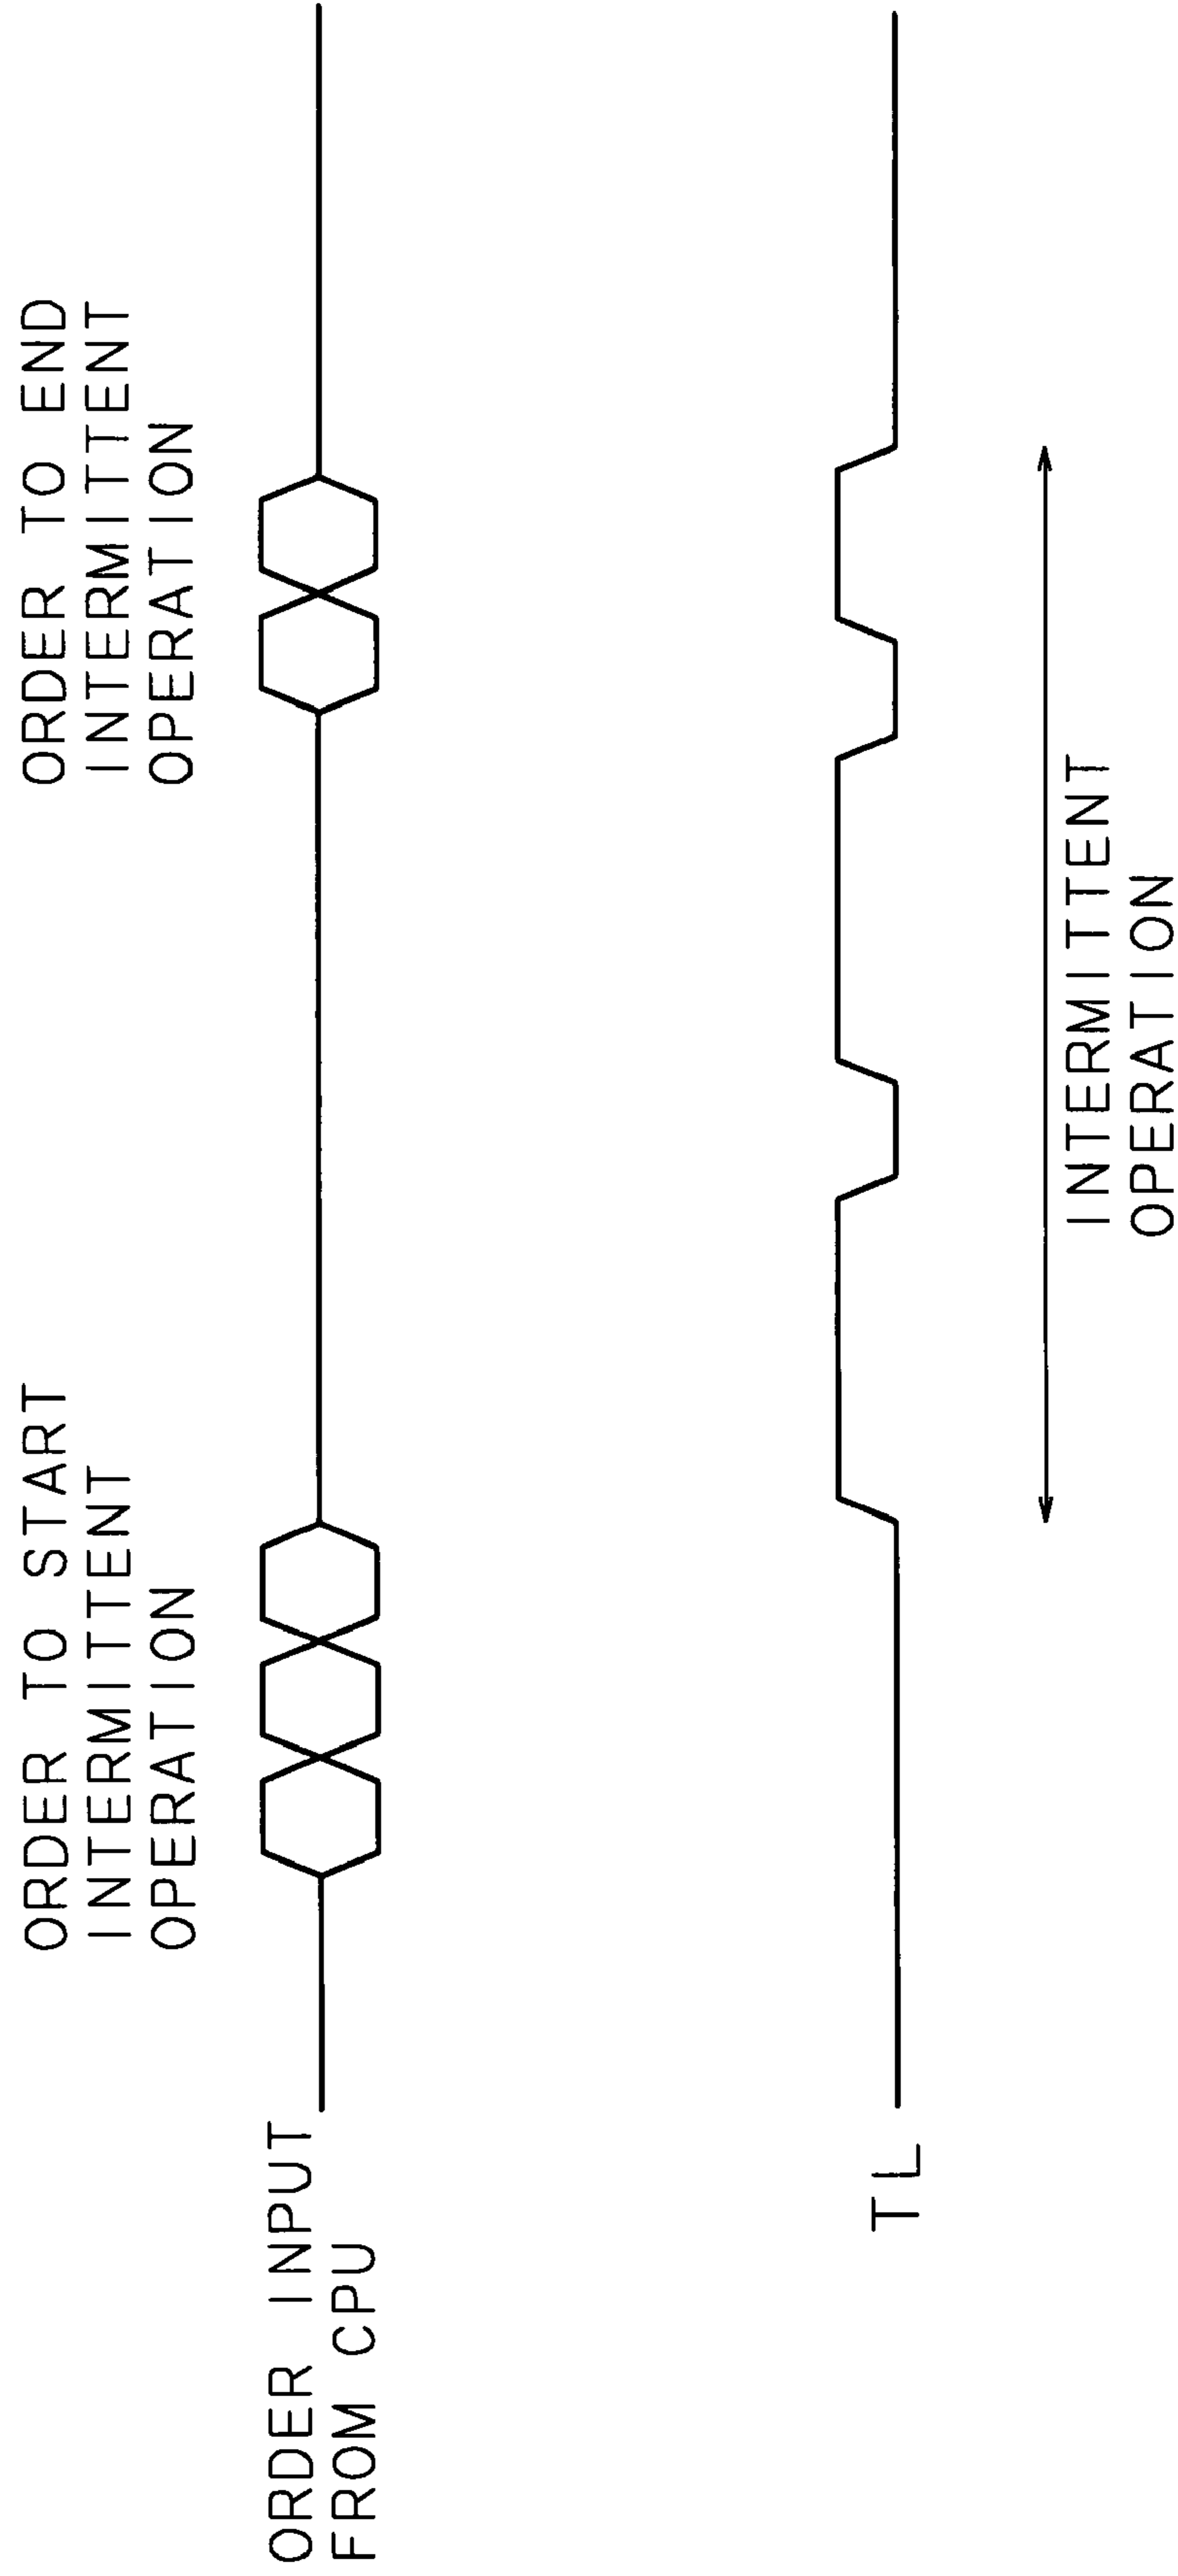 ORDER TO START
INTERMITTENT
OPERATION
ORDER TO END
INTERMITTENT
OPERATION
ORDER INPUT
FROM CPU
TL
INTERMITTENT
OPERATION